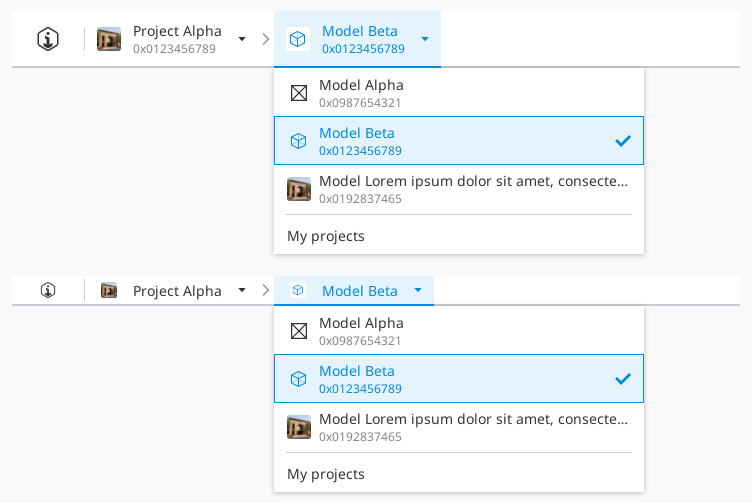 Project Alpha
0x0123456789
Model Beta
0x0123456789
Model Alpha
0x0987654321
Model Beta
0x0123456789
Model Lorem ipsum dolor sit amet, consecte...
0x0192837465
My projects
Project Alpha
Model Beta
Model Alpha
0x0987654321
Model Beta
0x0123456789
Model Lorem ipsum dolor sit amet, consecte...
0x0192837465
My projects